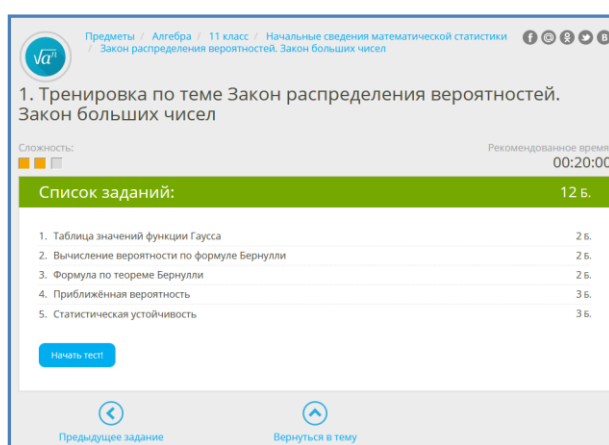 Предметы / Алгебра / 11 класс / Начальные сведения математической статистики
/ Закон распределения вероятностей. Закон больших чисел
√aⁿ
1. Тренировка по теме Закон распределения вероятностей.
Закон больших чисел
Сложность:
Рекомендованное время
00:20:00
Список заданий: 12 Б.
1. Таблица значений функции Гаусса 2 Б.
2. Вычисление вероятности по формуле Бернулли 2 Б.
3. Формула по теореме Бернулли 2 Б.
4. Приближённая вероятность 3 Б.
5. Статистическая устойчивость 3 Б.
Начать тест!
Предыдущее задание
Вернуться в тему